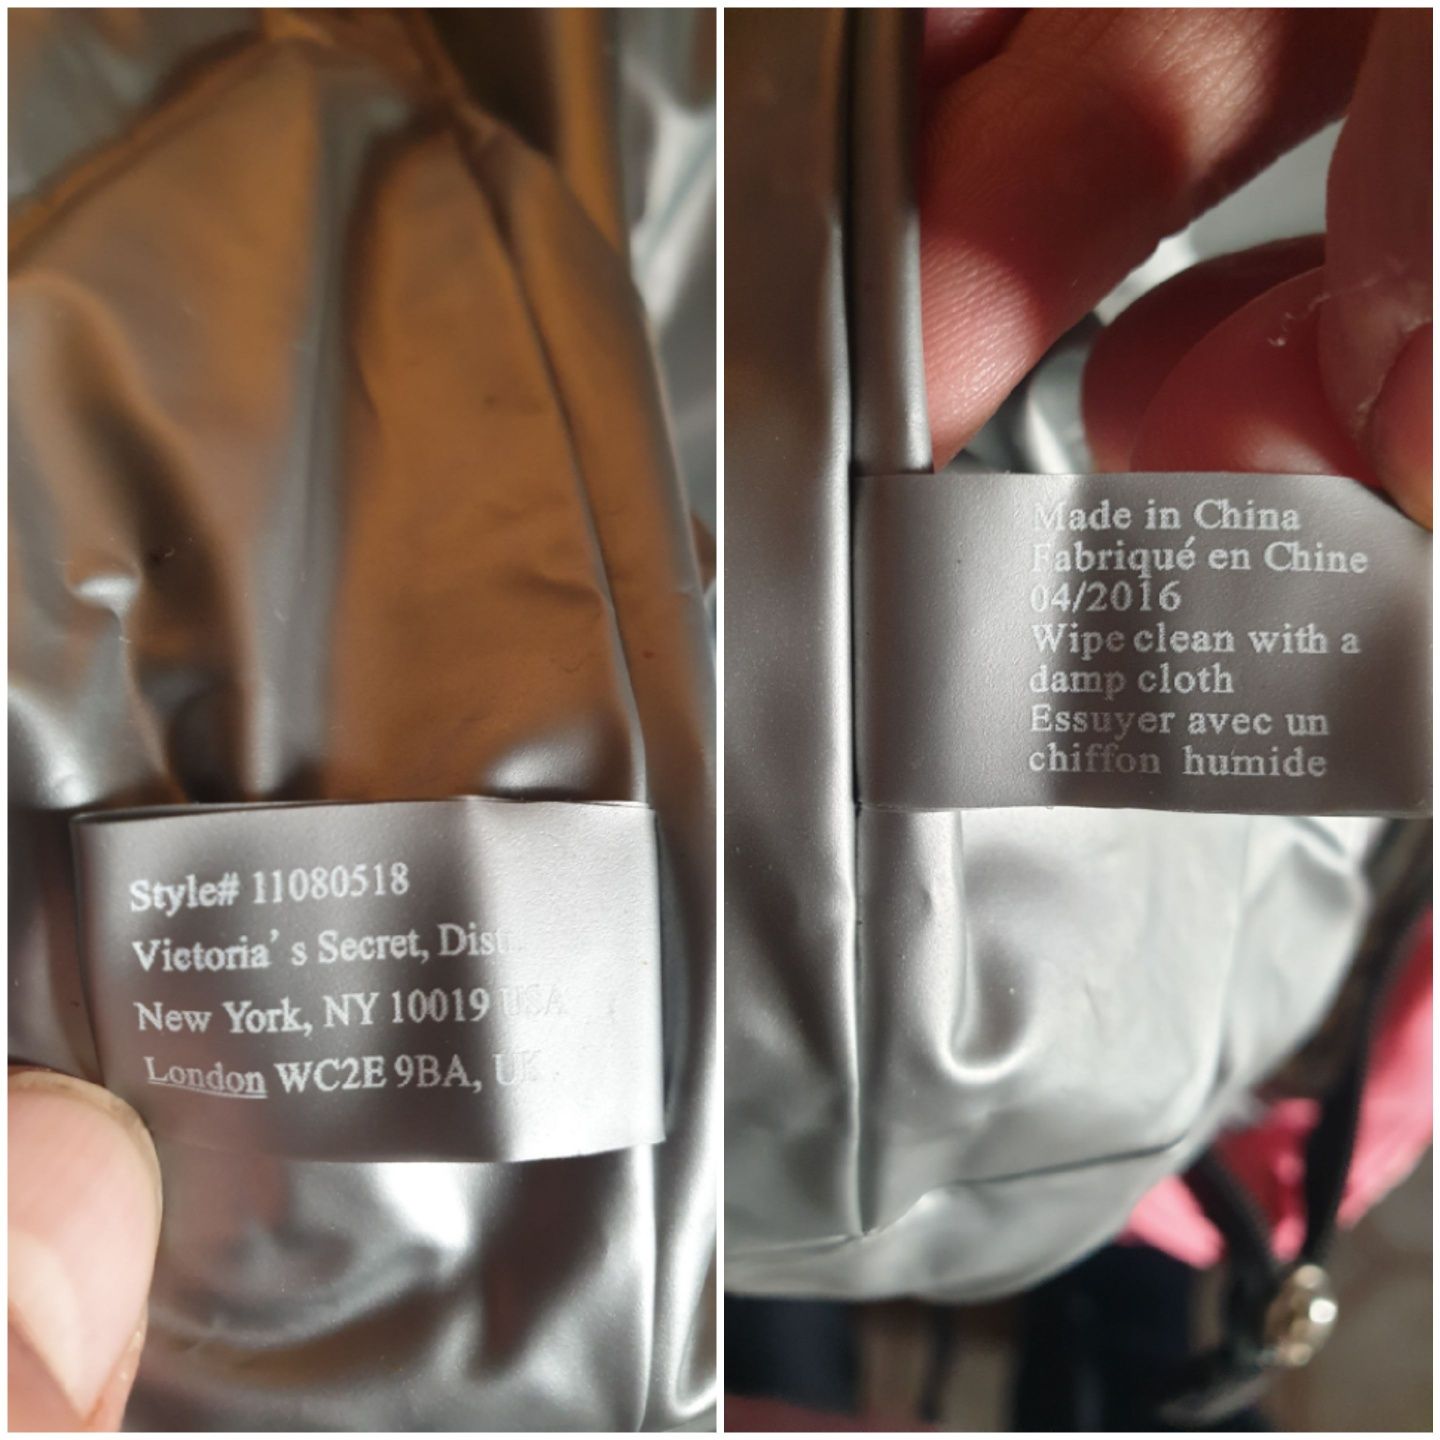 Style# 11080518
Victoria's Secret, Dist.
New York, NY 10019 USA
London WC2E 9BA, UK.
Made in China
Fabriqué en Chine
04/2016
Wipe clean with a
damp cloth
Essuyer avec un
chiffon humide